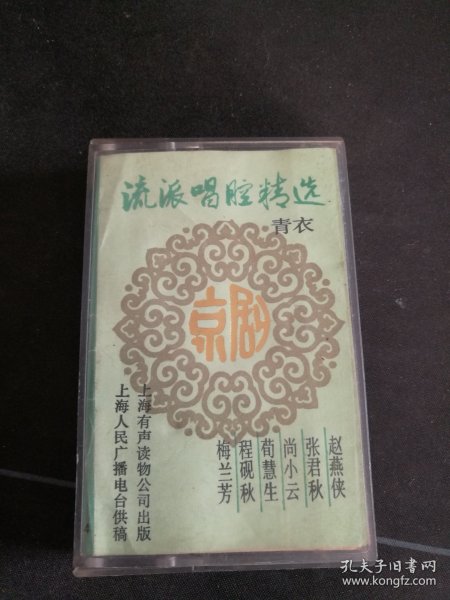 流派唱腔精选
青衣
京剧
赵燕侠
张君秋
尚小云
荀慧生
程砚秋
梅兰芳
上海有声读物公司出版
上海人民广播电台供稿
孔夫子旧书网
www.kongfz.com